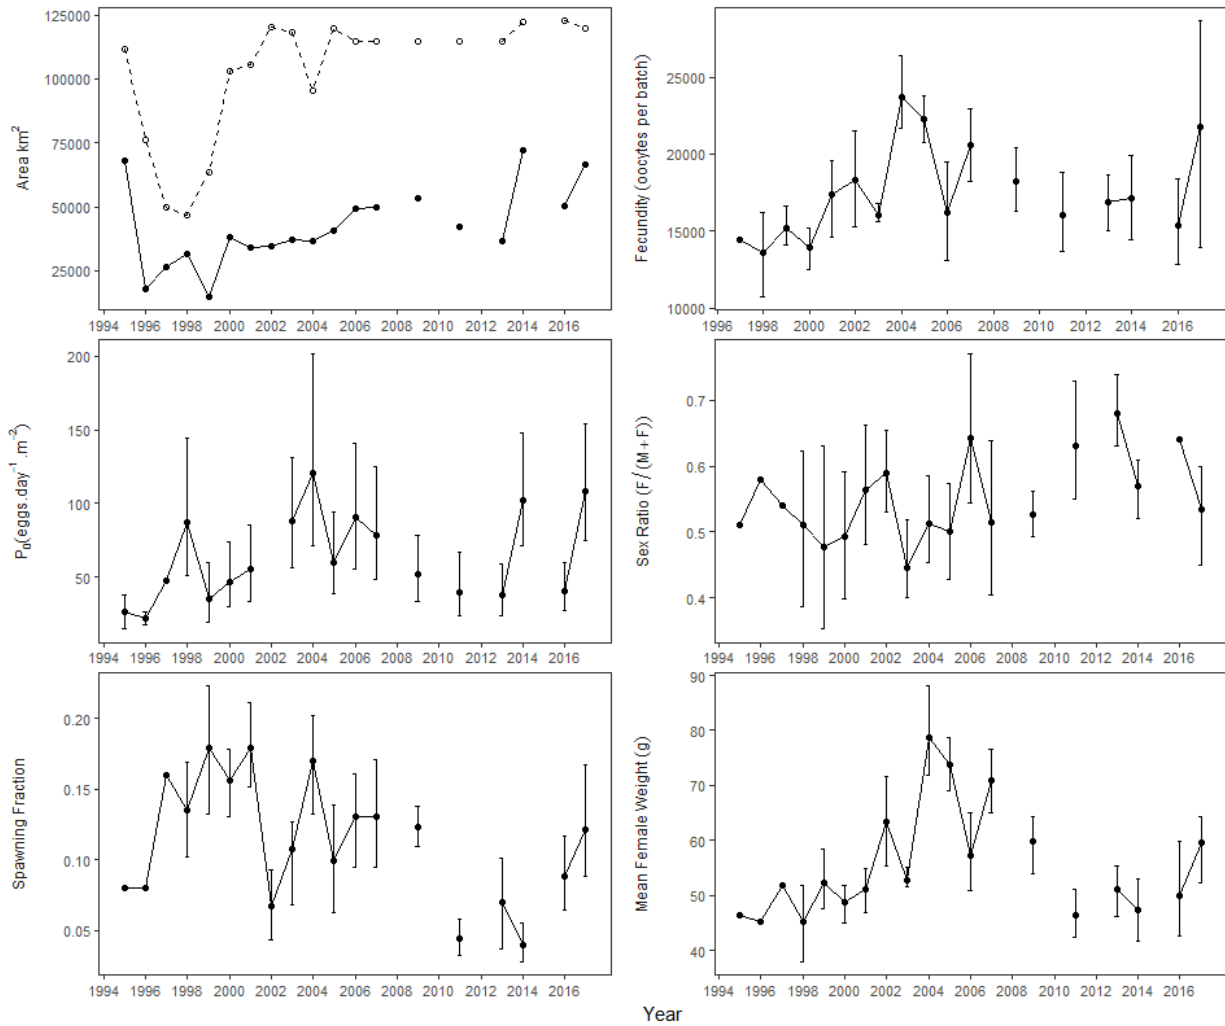 Area km²
125000
100000
75000
50000
25000
1994 1996 1998 2000 2002 2004 2006 2008 2010 2012 2014 2016
Fecundity (oocytes per batch)
25000
20000
15000
10000
1996 1998 2000 2002 2004 2006 2008 2010 2012 2014 2016
P₀(eggs.day⁻¹.m⁻²)
200
150
100
50
1994 1996 1998 2000 2002 2004 2006 2008 2010 2012 2014 2016
Sex Ratio (F / (M + F))
0.7
0.6
0.5
0.4
1994 1996 1998 2000 2002 2004 2006 2008 2010 2012 2014 2016
Spawning Fraction
0.20
0.15
0.10
0.05
1994 1996 1998 2000 2002 2004 2006 2008 2010 2012 2014 2016
Mean Female Weight (g)
90
80
70
60
50
40
1994 1996 1998 2000 2002 2004 2006 2008 2010 2012 2014 2016
Year